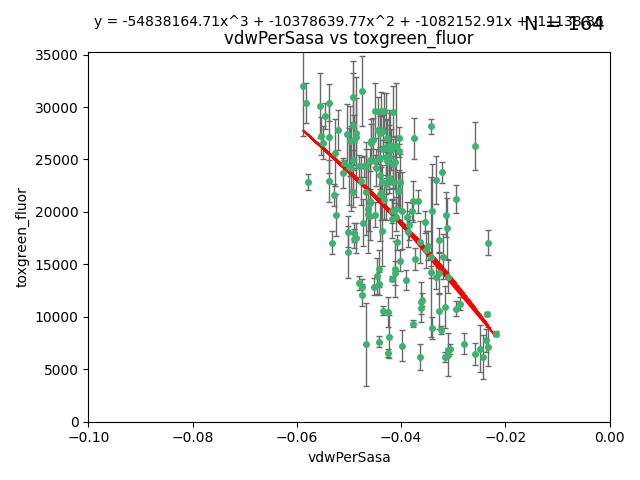 y = -54838164.71x^3 + -10378639.77x^2 + -1082152.91x +
N = 164
vdwPerSasa vs toxgreen_fluor
35000
30000
25000
20000
15000
10000
5000
0
toxgreen_fluor
−0.10 −0.08 −0.06 −0.04 −0.02 0.00
vdwPerSasa